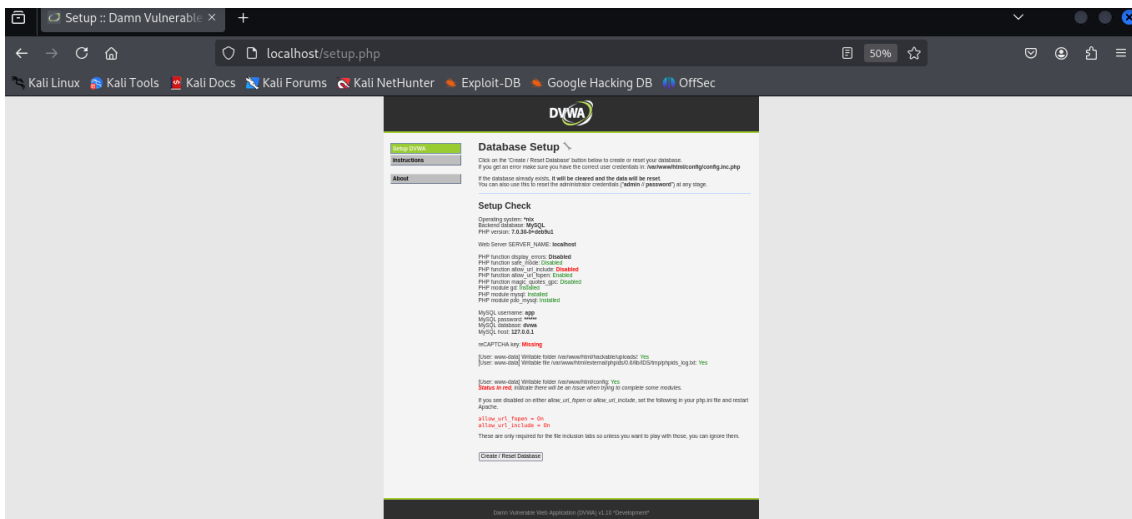 Setup :: Damn Vulnerable
localhost/setup.php
50%
Kali Linux Kali Tools Kali Docs Kali Forums Kali NetHunter Exploit-DB Google Hacking DB OffSec
DVWA
Setup DVWA
Instructions
About
Database Setup
Click on the 'Create / Reset Database' button below to create or reset your database.
If you get an error make sure you have the correct user credentials in: /var/www/html/config/config.inc.php
If the database already exists, it will be cleared and the data will be reset.
You can also use this to reset the administrator credentials ("admin // password") at any stage.
Setup Check
Operating system: *nix
Backend database: MySQL
PHP version: 7.0.30-0+deb9u1
Web Server SERVER_NAME: localhost
PHP function display_errors: Disabled
PHP function safe_mode: Disabled
PHP function allow_url_include: Disabled
PHP function allow_url_fopen: Enabled
PHP function magic_quotes_gpc: Disabled
PHP module gd: Installed
PHP module mysql: Installed
PHP module pdo_mysql: Installed
MySQL username: app
MySQL password: ******
MySQL database: dvwa
MySQL host: 127.0.0.1
reCAPTCHA key: Missing
[User: www-data] Writable folder /var/www/html/hackable/uploads/: Yes
[User: www-data] Writable file /var/www/html/external/phpids/0.6/lib/IDS/tmp/phpids_log.txt: Yes
[User: www-data] Writable folder /var/www/html/config: Yes
Status in red, indicate there will be an issue when trying to complete some modules.
If you see disabled on either allow_url_fopen or allow_url_include, set the following in your php.ini file and restart
Apache.
allow_url_fopen = On
allow_url_include = On
These are only required for the file inclusion labs so unless you want to play with those, you can ignore them.
Create / Reset Database
Damn Vulnerable Web Application (DVWA) v1.10 *Development*